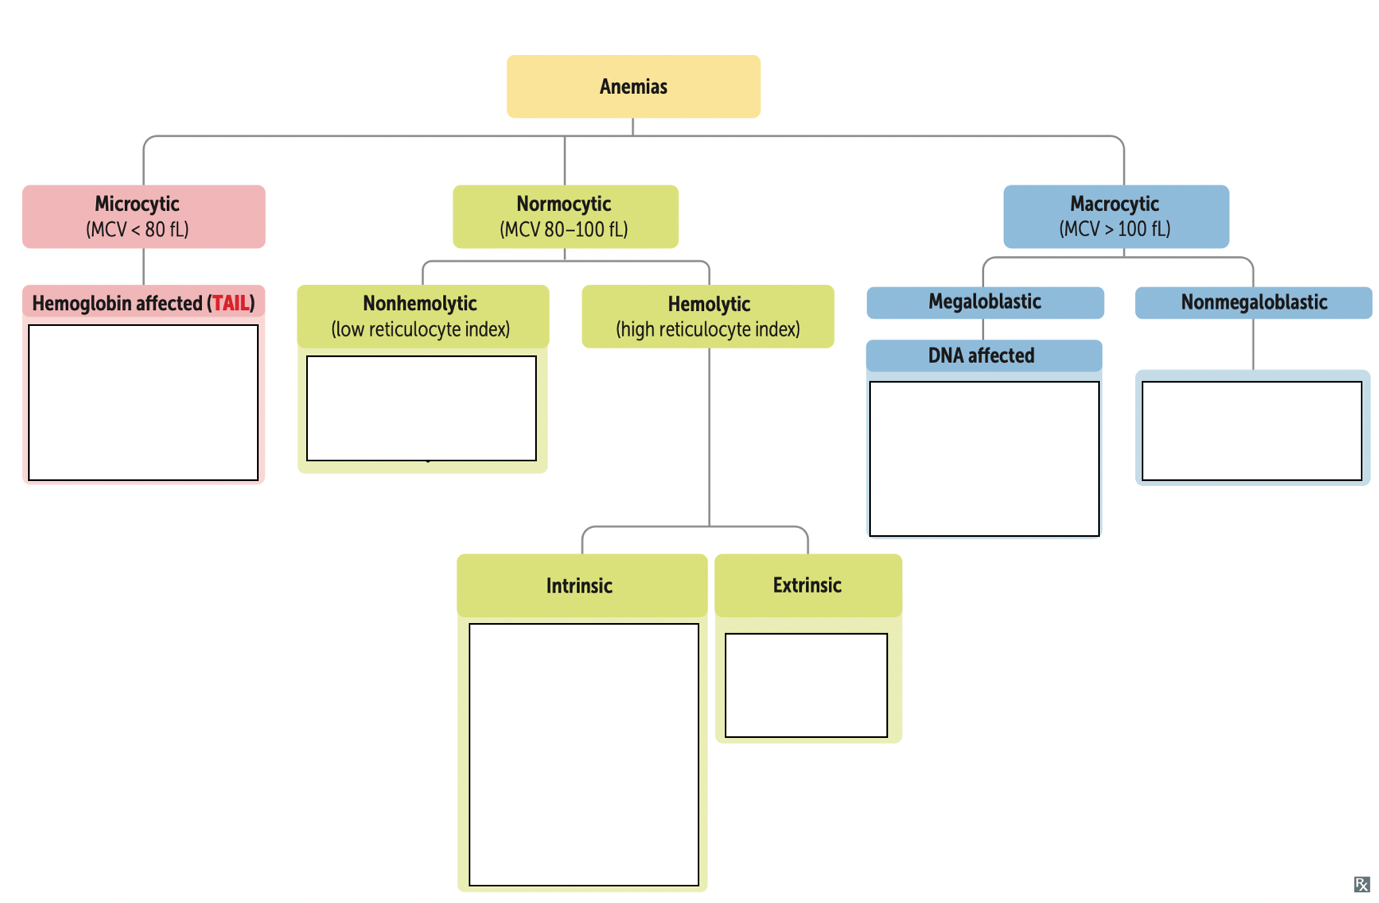 Anemias
Microcytic
(MCV < 80 fL)
Normocytic
(MCV 80–100 fL)
Macrocytic
(MCV > 100 fL)
Hemoglobin affected (TAIL)
Nonhemolytic
(low reticulocyte index)
Hemolytic
(high reticulocyte index)
Megaloblastic
Nonmegaloblastic
DNA affected
Intrinsic
Extrinsic
Rx